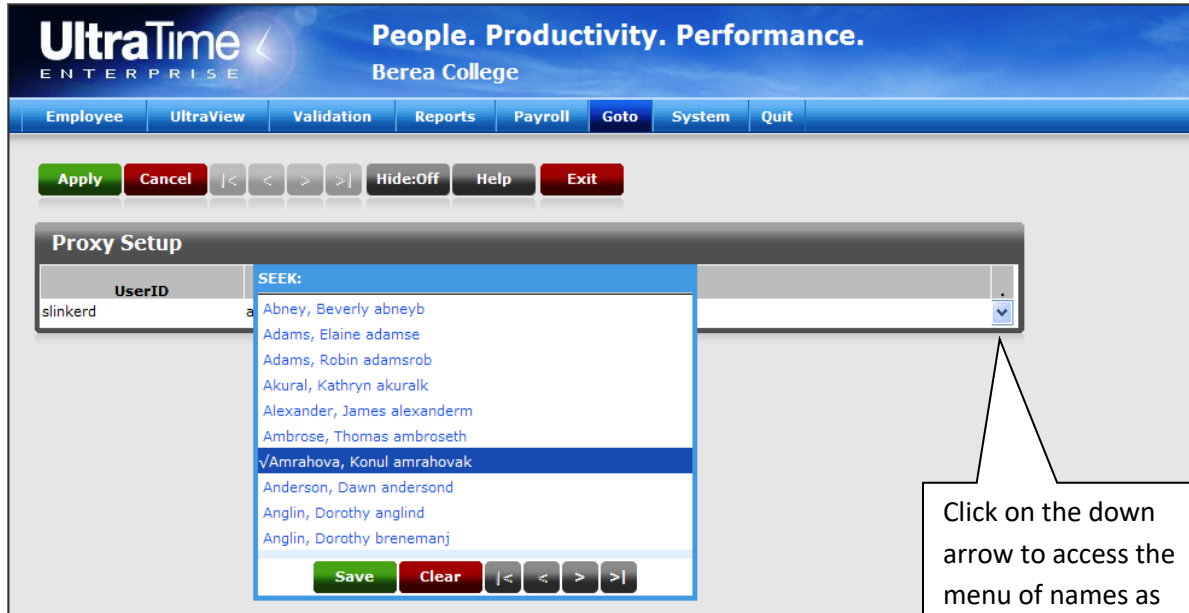 UltraTime
ENTERPRISE
People. Productivity. Performance.
Berea College
Employee UltraView Validation Reports Payroll Goto System Quit
Apply Cancel |< < > >| Hide:Off Help Exit
Proxy Setup
UserID
.
slinkerd a
SEEK:
Abney, Beverly abneyb
Adams, Elaine adamse
Adams, Robin adamsrob
Akural, Kathryn akuralk
Alexander, James alexanderm
Ambrose, Thomas ambroseth
√Amrahova, Konul amrahovak
Anderson, Dawn andersond
Anglin, Dorothy anglind
Anglin, Dorothy brenemanj
Save Clear |< < > >|
Click on the down
arrow to access the
menu of names as